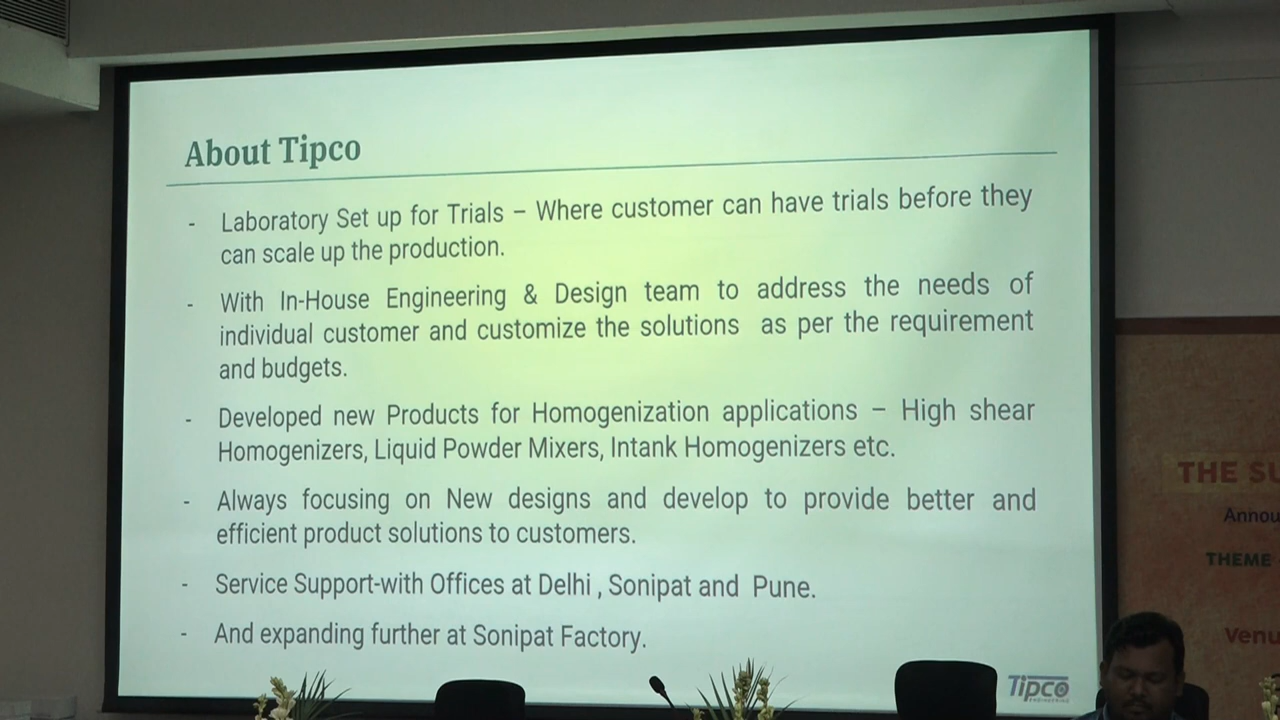 About Tipco
- Laboratory Set up for Trials – Where customer can have trials before they
can scale up the production.
- With In-House Engineering & Design team to address the needs of
individual customer and customize the solutions as per the requirement
and budgets.
- Developed new Products for Homogenization applications – High shear
Homogenizers, Liquid Powder Mixers, Intank Homogenizers etc.
- Always focusing on New designs and develop to provide better and
efficient product solutions to customers.
- Service Support-with Offices at Delhi , Sonipat and Pune.
- And expanding further at Sonipat Factory.
Tipco
ENGINEERING
THE SU
Annou
THEME
Venu